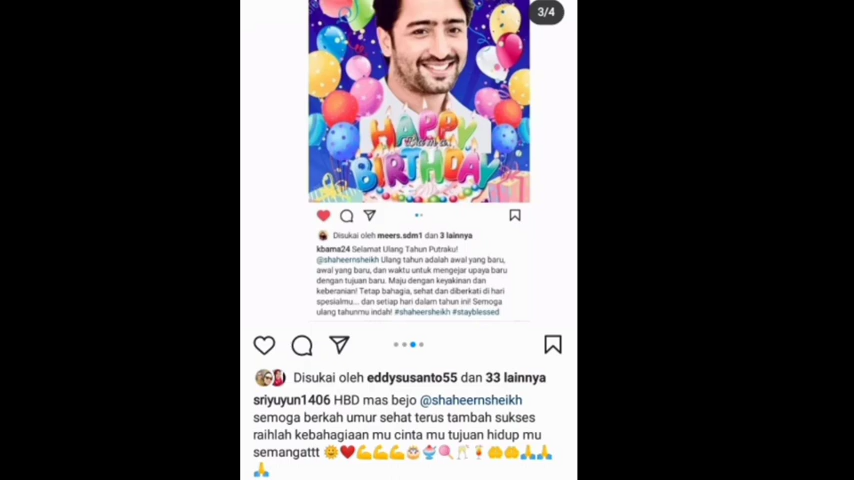 3/4
HAPPY
BIRTHDAY
Disukai oleh meers.sdm1 dan 3 lainnya
kbama24 Selamat Ulang Tahun Putraku!
@shaheernsheikh Ulang tahun adalah awal yang baru,
awal yang baru, dan waktu untuk mengejar upaya baru
dengan tujuan baru. Maju dengan keyakinan dan
keberanian! Tetap bahagia, sehat dan diberkati di hari
spesialmu... dan setiap hari dalam tahun ini! Semoga
ulang tahunmu indah! #shaheersheikh #stayblessed
Disukai oleh eddysusanto55 dan 33 lainnya
sriyuyun1406 HBD mas bejo @shaheernsheikh
semoga berkah umur sehat terus tambah sukses
raihlah kebahagiaan mu cinta mu tujuan hidup mu
semangattt 🌞❤️💪💪💪🎂🍧🍭🥂🍹🤲🤲🙏🙏
🙏